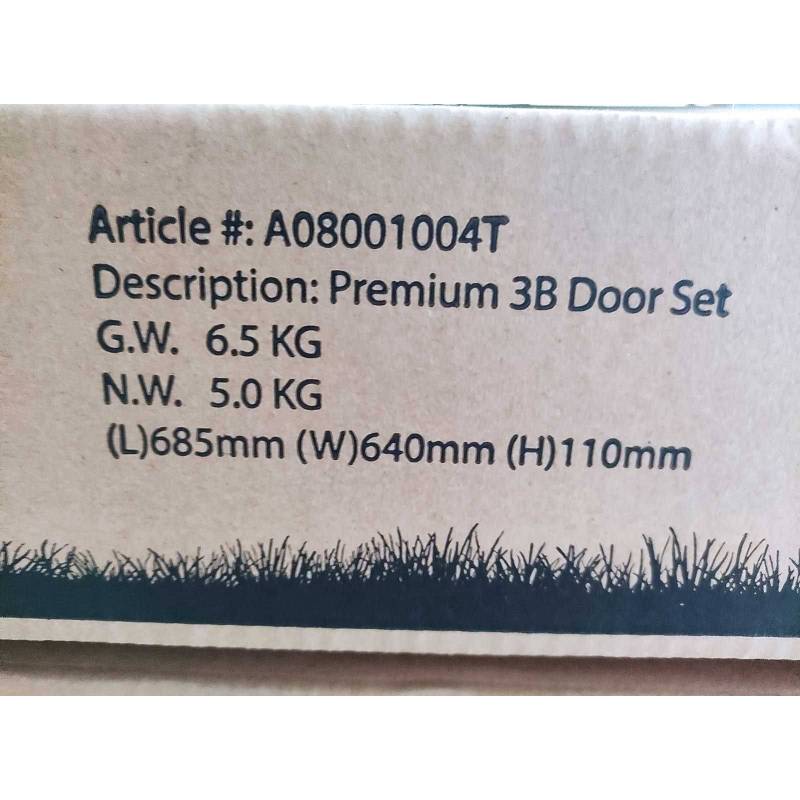 Article #: A08001004T
Description: Premium 3B Door Set
G.W. 6.5 KG
N.W. 5.0 KG
(L)685mm (W)640mm (H)110mm